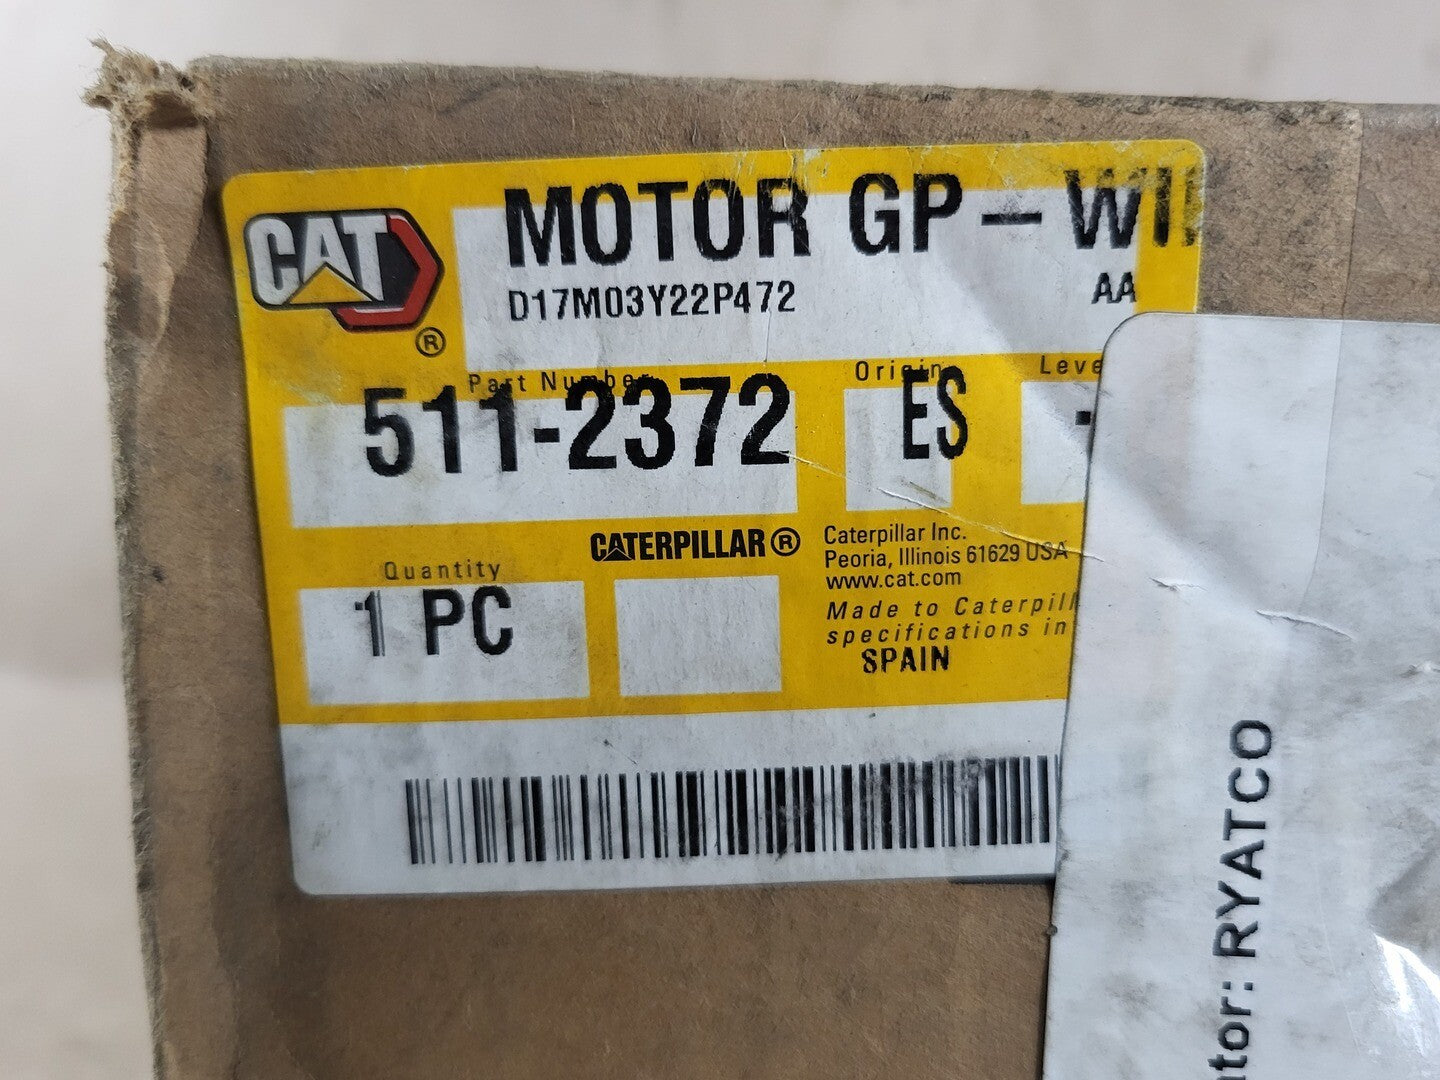 CAT
®
MOTOR GP-WI
D17M03Y22P472
AA
Part Number
511-2372
Origin
ES
Leve
Quantity
1 PC
CATERPILLAR®
Caterpillar Inc.
Peoria, Illinois 61629 USA
www.cat.com
Made to Caterpill
specifications in
SPAIN
ator: RYATCO